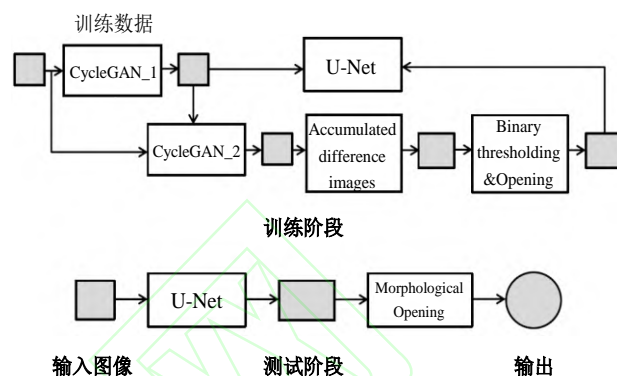 训练数据
CycleGAN_1
U-Net
CycleGAN_2
Accumulated
difference
images
Binary
thresholding
&Opening
训练阶段
U-Net
Morphological
Opening
输入图像
测试阶段
输出